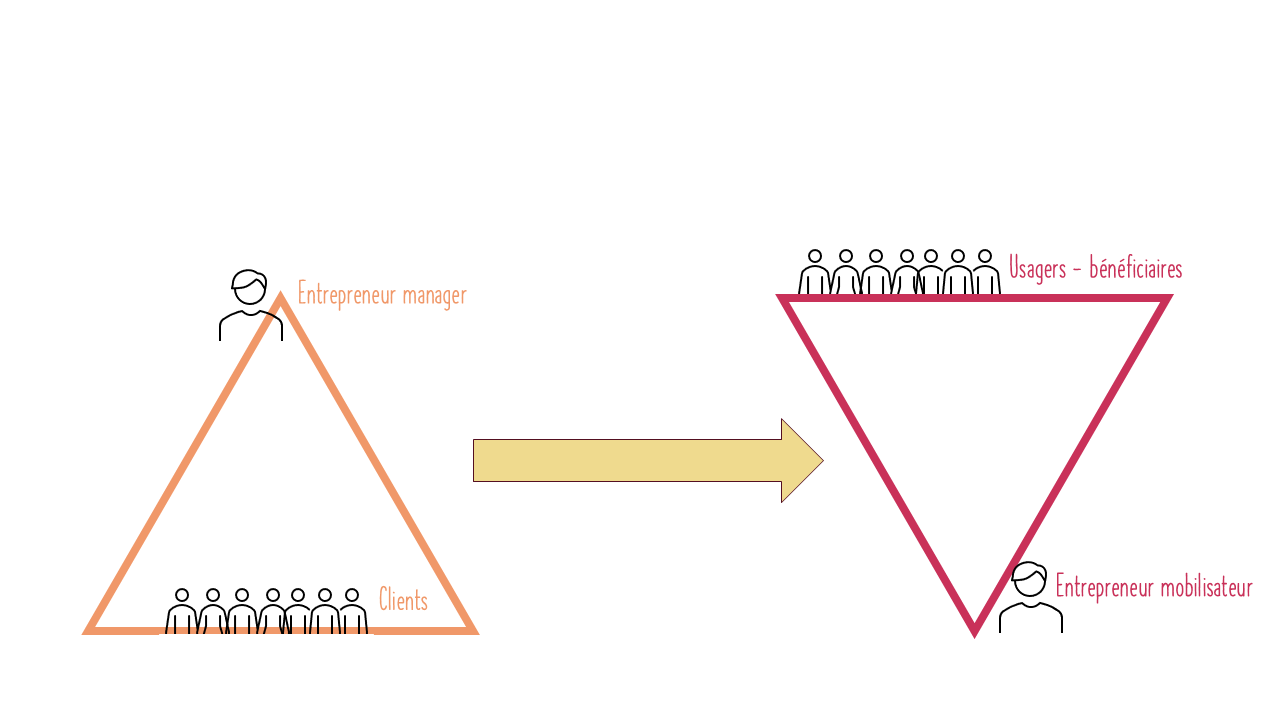 Usagers - bénéficiaires
Entrepreneur manager
Entrepreneur mobilisateur
Clients